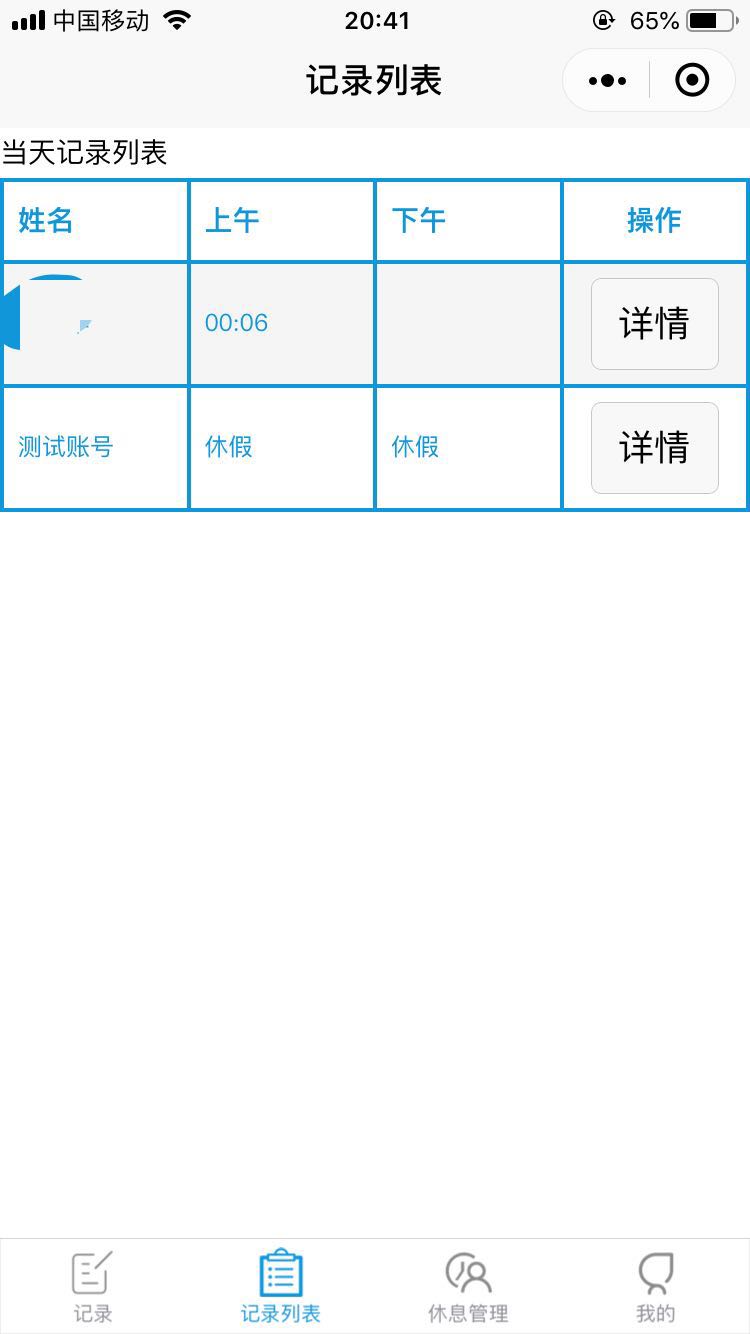 中国移动 20:41 65%
记录列表
当天记录列表
姓名 上午 下午 操作
00:06 详情
测试账号 休假 休假 详情
记录 记录列表 休息管理 我的